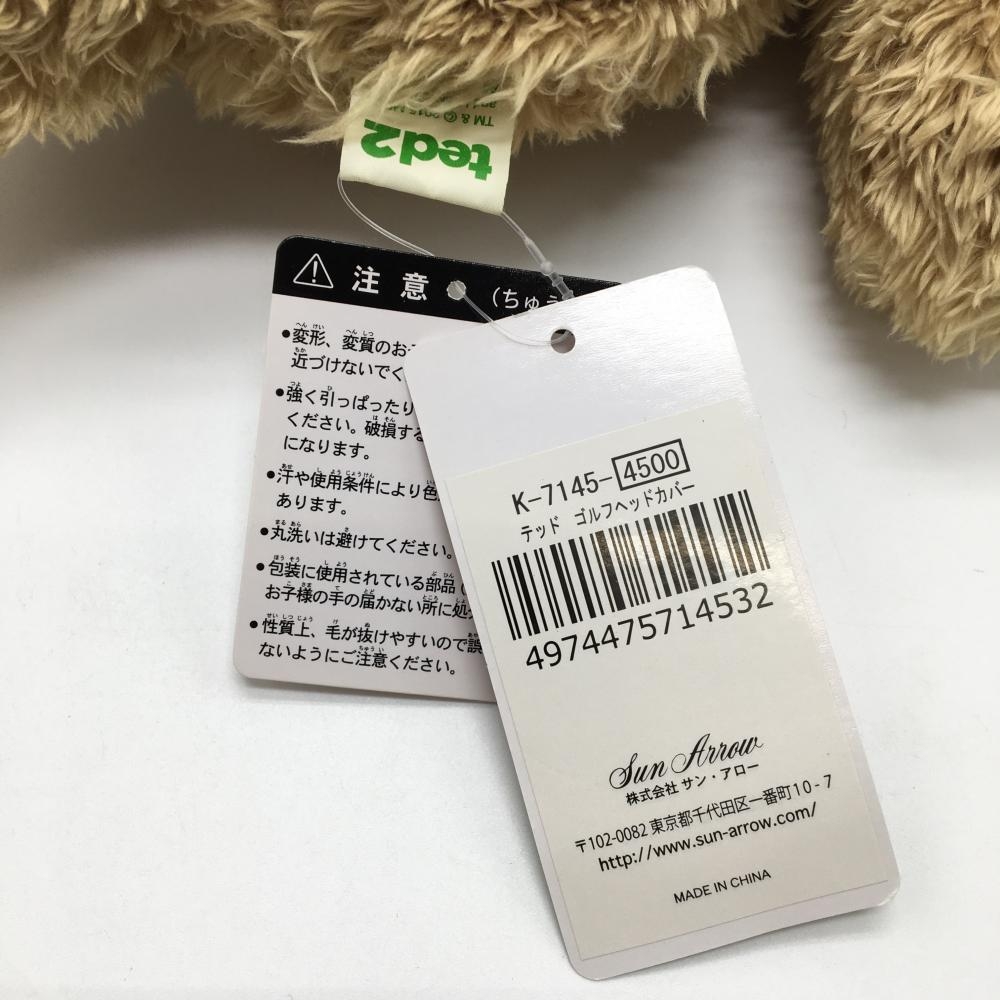 ted2
TM & © 2015
注意 (ちゅう
●変形、変質のお
近づけないでく
●強く引っぱったり
ください。破損する
になります。
●汗や使用条件により色
あります。
●丸洗いは避けてください。
●包装に使用されている部品
お子様の手の届かない所に処
●性質上、毛が抜けやすいので誤
ないようにご注意ください。
K-7145-4500
テッド ゴルフヘッドカバー
4974475714532
Sun Arrow
株式会社 サン・アロー
〒102-0082 東京都千代田区一番町10-7
http://www.sun-arrow.com/
MADE IN CHINA